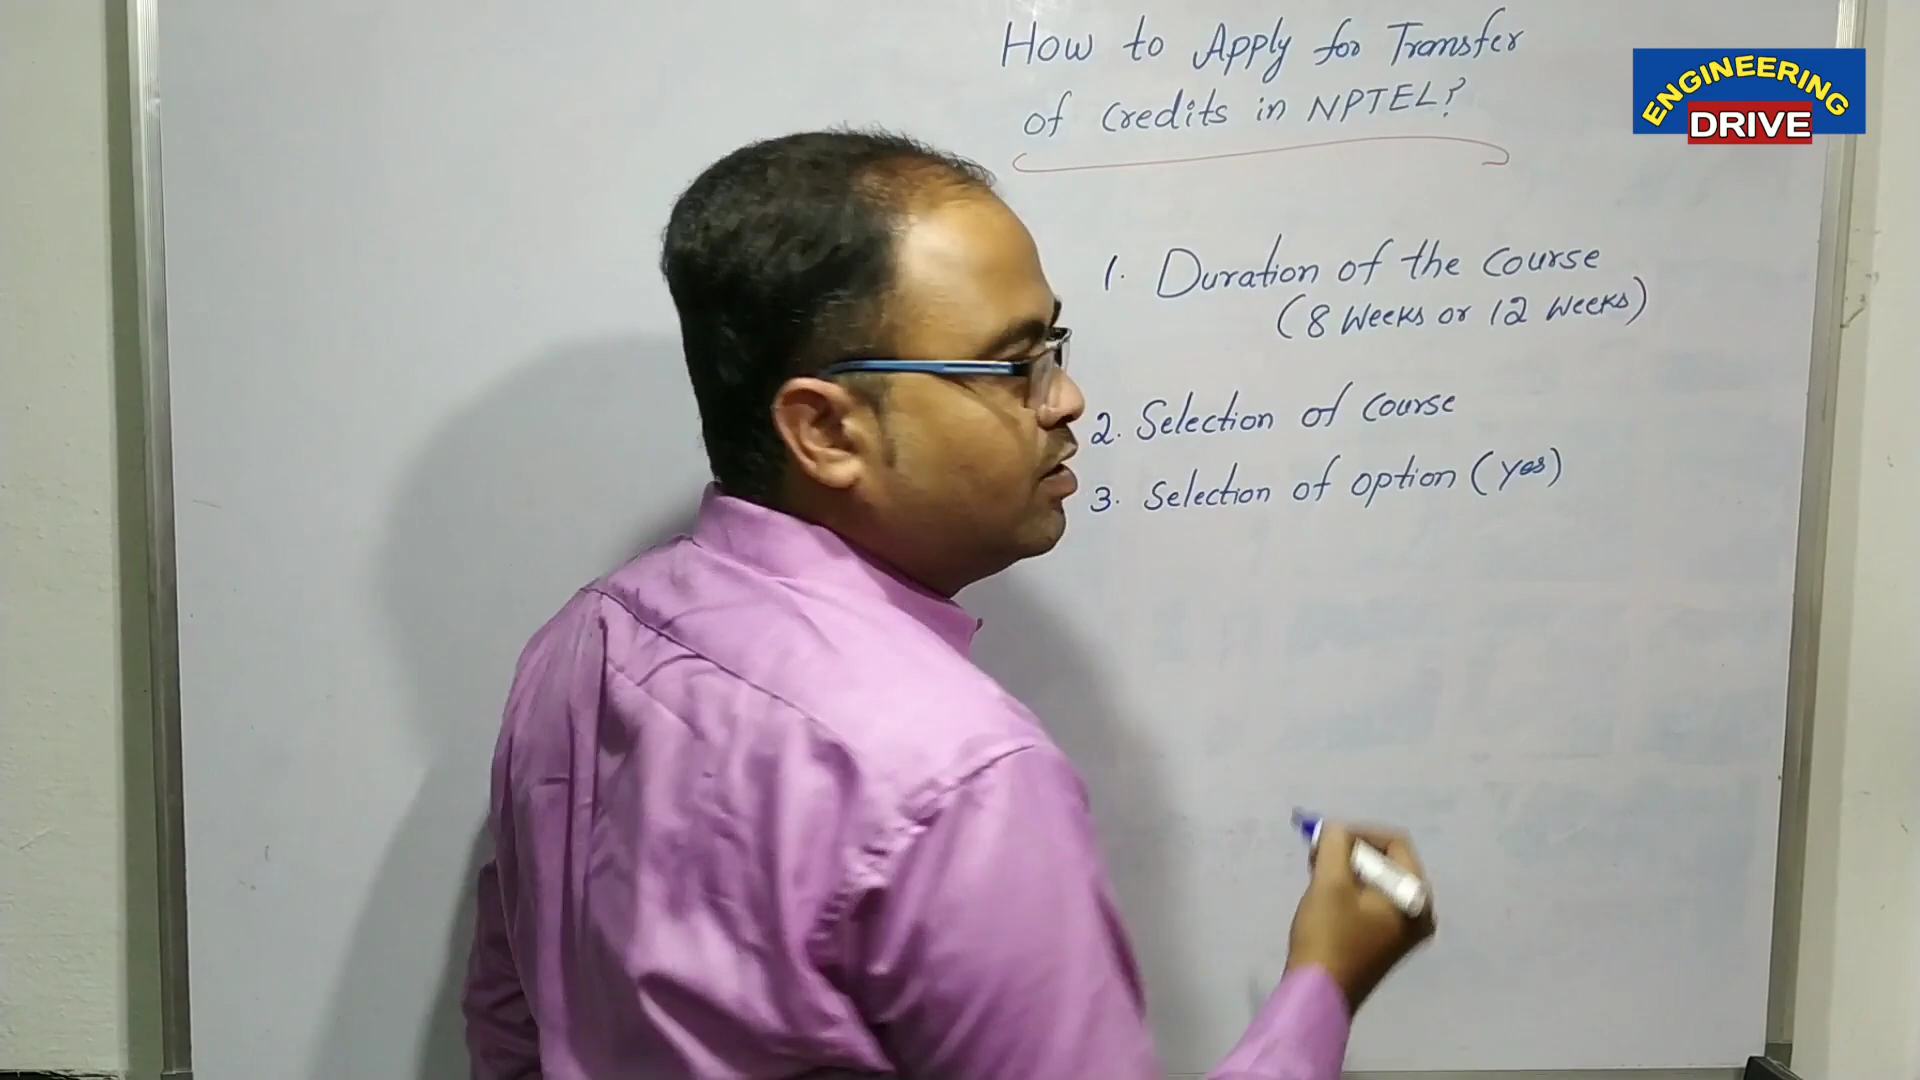 How to Apply for Transfer
of Credits in NPTEL?
ENGINEERING
DRIVE
1. Duration of the Course
(8 Weeks or 12 Weeks)
2. Selection of Course
3. Selection of option (Yes)